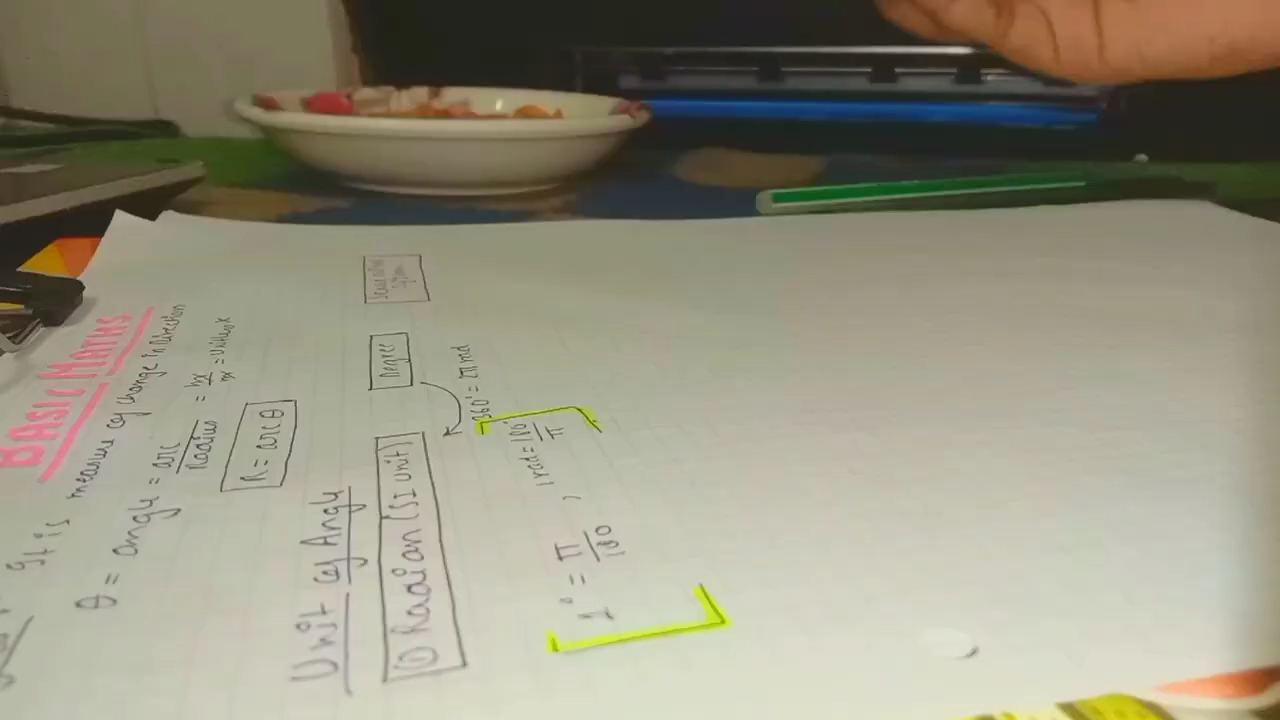 BASIC MATHS
It is measure of change in direction
θ = angle = arc / Radius = m / m = unitless
R = arc θ
Unit of Angle
① Radian (SI unit) Degree
360° = 2π rad
1° = π / 180 , 1 rad = 180° / π